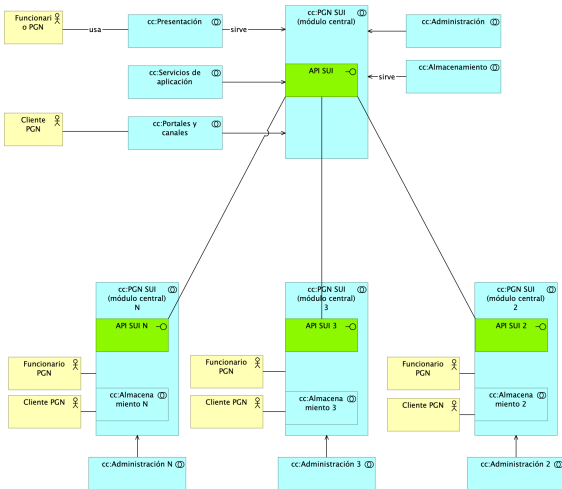 Funcionari
o PGN
usa
cc:Presentación
sirve
cc:PGN SUI
(módulo central)
cc:Administración
API SUI
cc:Servicios de
aplicación
sirve
cc:Almacenamiento
Cliente
PGN
cc:Portales y
canales
cc:PGN SUI
(módulo central)
N
API SUI N
Funcionario
PGN
Cliente PGN
cc:Almacena
miento N
cc:Administración N
cc:PGN SUI
(módulo central)
3
API SUI 3
Funcionario
PGN
Cliente PGN
cc:Almacena
miento 3
cc:Administración 3
cc:PGN SUI
(módulo central)
2
API SUI 2
Funcionario
PGN
Cliente PGN
cc:Almacena
miento 2
cc:Administración 2